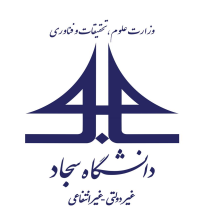 وزارت علوم، تحقیقات و فناوری
دانشگاه سجاد
غیردولتی-غیرانتفاعی